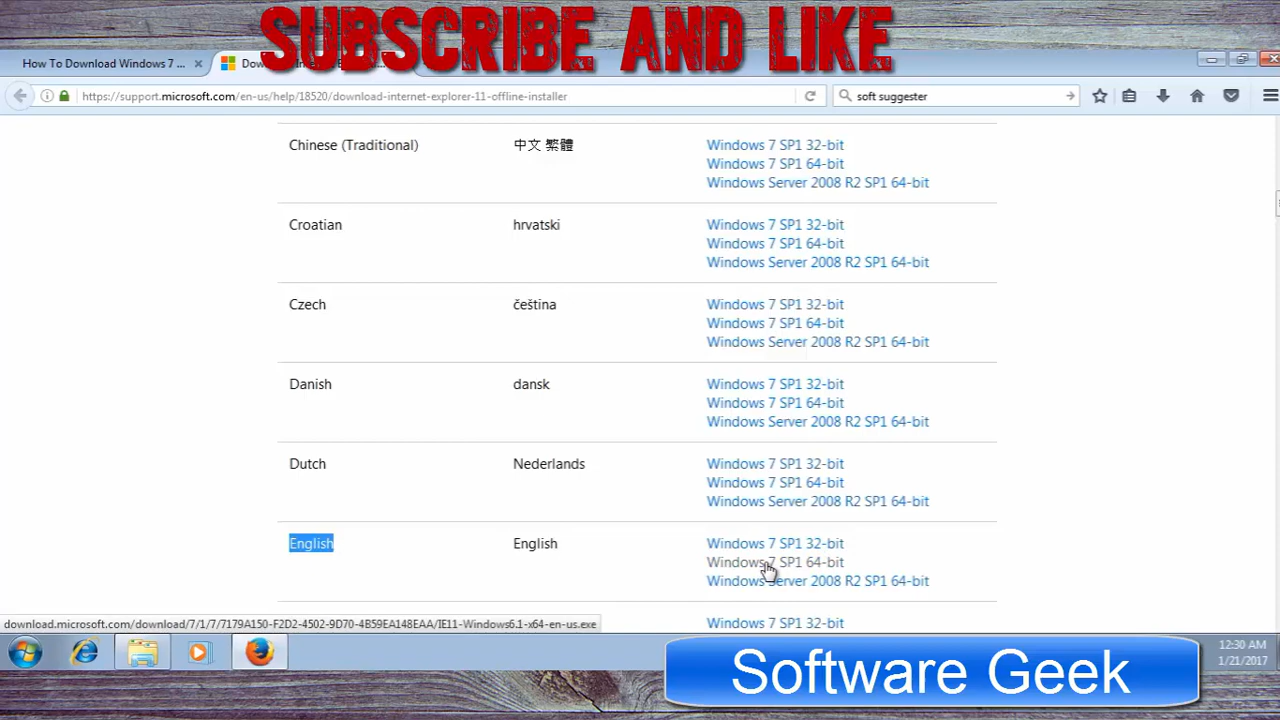 SUBSCRIBE AND LIKE
How To Download Windows 7 ...
https://support.microsoft.com/en-us/help/18520/download-internet-explorer-11-offline-installer
soft suggester
Chinese (Traditional) 中文 繁體 Windows 7 SP1 32-bit
Windows 7 SP1 64-bit
Windows Server 2008 R2 SP1 64-bit
Croatian hrvatski Windows 7 SP1 32-bit
Windows 7 SP1 64-bit
Windows Server 2008 R2 SP1 64-bit
Czech čeština Windows 7 SP1 32-bit
Windows 7 SP1 64-bit
Windows Server 2008 R2 SP1 64-bit
Danish dansk Windows 7 SP1 32-bit
Windows 7 SP1 64-bit
Windows Server 2008 R2 SP1 64-bit
Dutch Nederlands Windows 7 SP1 32-bit
Windows 7 SP1 64-bit
Windows Server 2008 R2 SP1 64-bit
English English Windows 7 SP1 32-bit
Windows 7 SP1 64-bit
Windows Server 2008 R2 SP1 64-bit
Windows 7 SP1 32-bit
download.microsoft.com/download/7/1/7/7179A150-F2D2-4502-9D70-4B59EA148EAA/IE11-Windows6.1-x64-en-us.exe
12:30 AM
1/21/2017
Software Geek